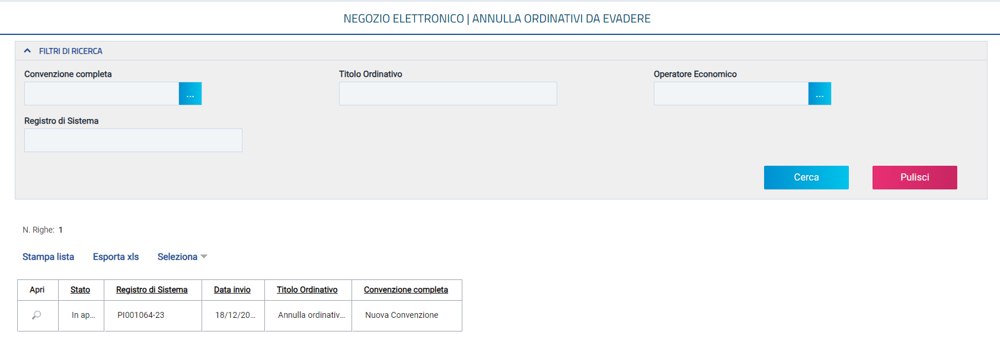 NEGOZIO ELETTRONICO | ANNULLA ORDINATIVI DA EVADERE
FILTRI DI RICERCA
Convenzione completa Titolo Ordinativo Operatore Economico
... ...
Registro di Sistema
Cerca Pulisci
N. Righe: 1
Stampa lista Esporta xls Seleziona
Apri Stato Registro di Sistema Data invio Titolo Ordinativo Convenzione completa
In ap... PI001064-23 18/12/20... Annulla ordinativ... Nuova Convenzione